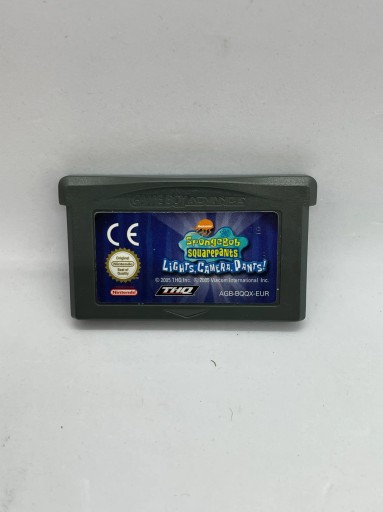 GAME BOY ADVANCE
CE
Original
Nintendo
Seal of
Quality
Nintendo
SpongeBob
SquarePants
Lights, Camera, Pants!
© 2005 THQ Inc. © 2005 Viacom International Inc.
THQ
AGB-BQQX-EUR